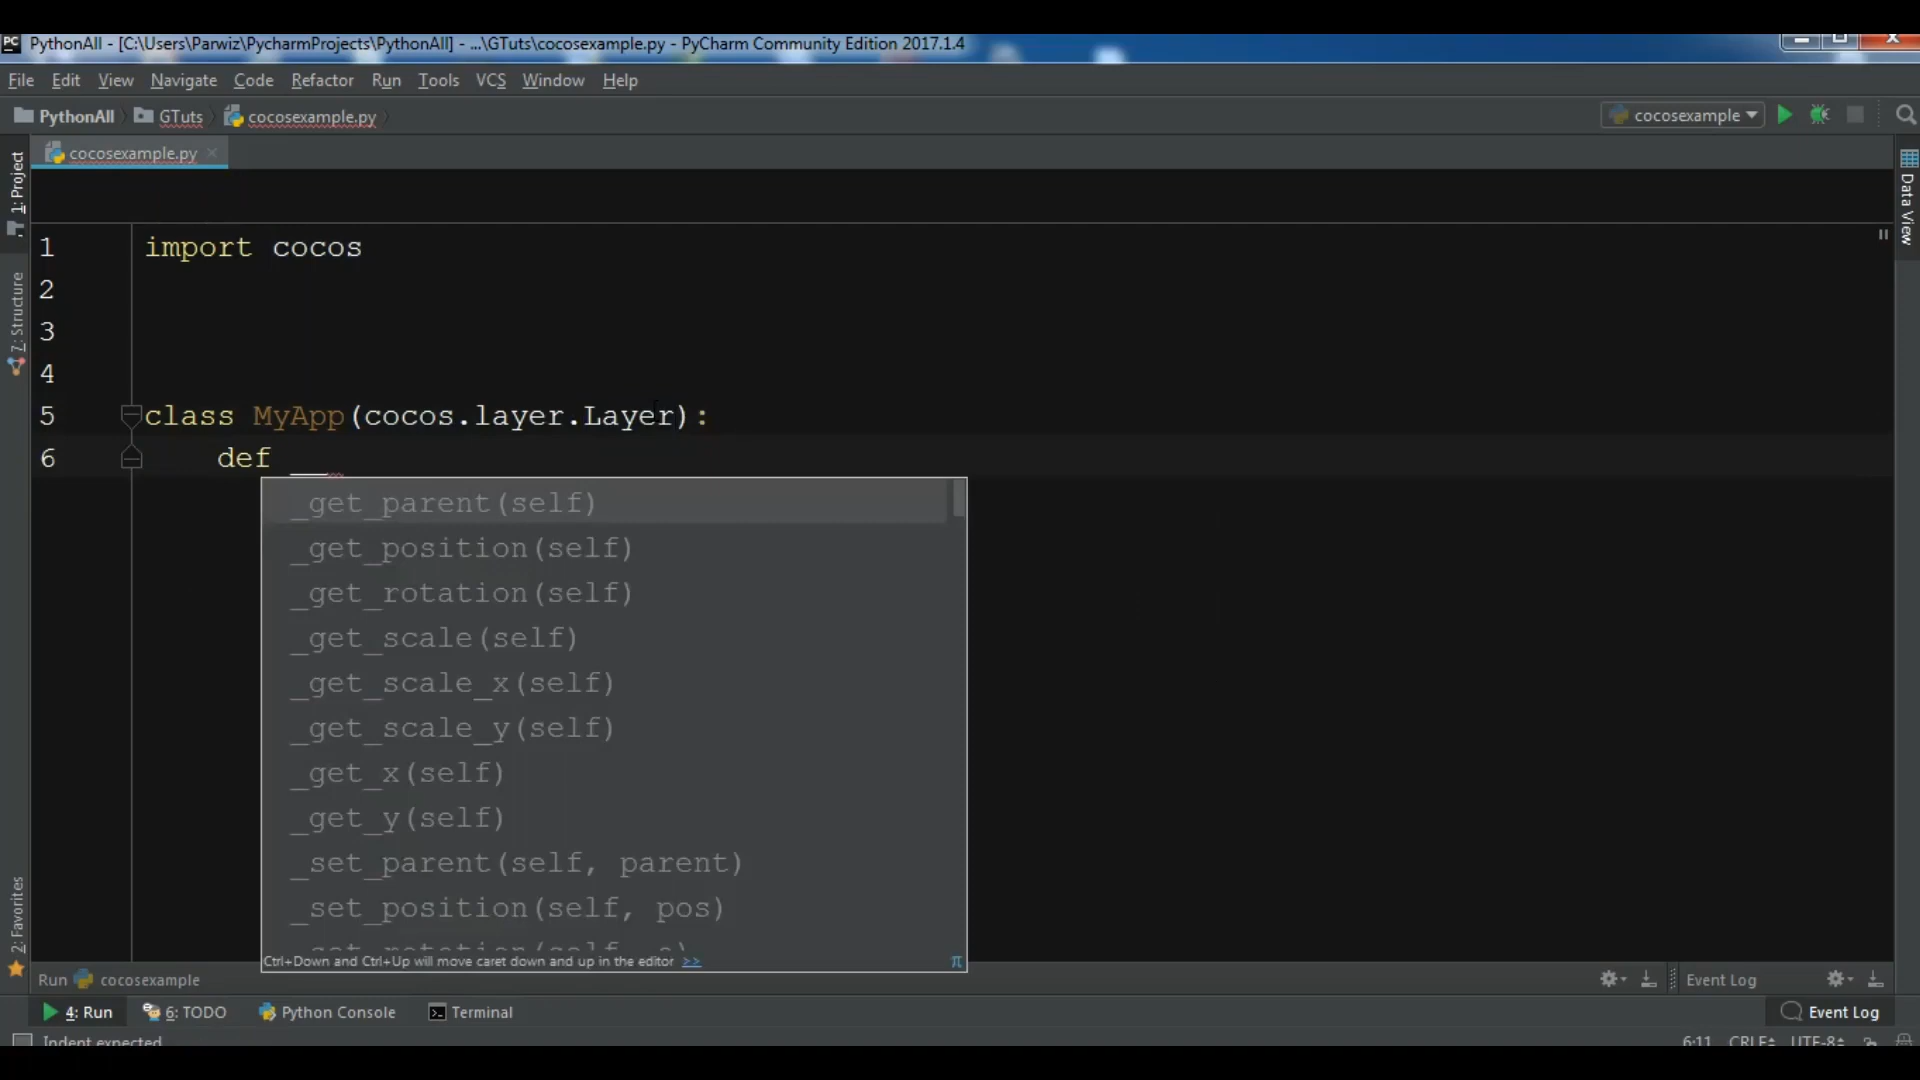 PC PythonAll - [C:\Users\Parwiz\PycharmProjects\PythonAll] - ...\GTuts\cocosexample.py - PyCharm Community Edition 2017.1.4
File Edit View Navigate Code Refactor Run Tools VCS Window Help
PythonAll GTuts cocosexample.py cocosexample
cocosexample.py
1: Project
7: Structure
2: Favorites
Data View
1 import cocos
2
3
4
5 class MyApp(cocos.layer.Layer):
6 def __
_get_parent(self)
_get_position(self)
_get_rotation(self)
_get_scale(self)
_get_scale_x(self)
_get_scale_y(self)
_get_x(self)
_get_y(self)
_set_parent(self, parent)
_set_position(self, pos)
Ctrl+Down and Ctrl+Up will move caret down and up in the editor >> π
Run cocosexample Event Log
4: Run 6: TODO Python Console Terminal Event Log
Indent expected 6:11 CRLF UTF-8